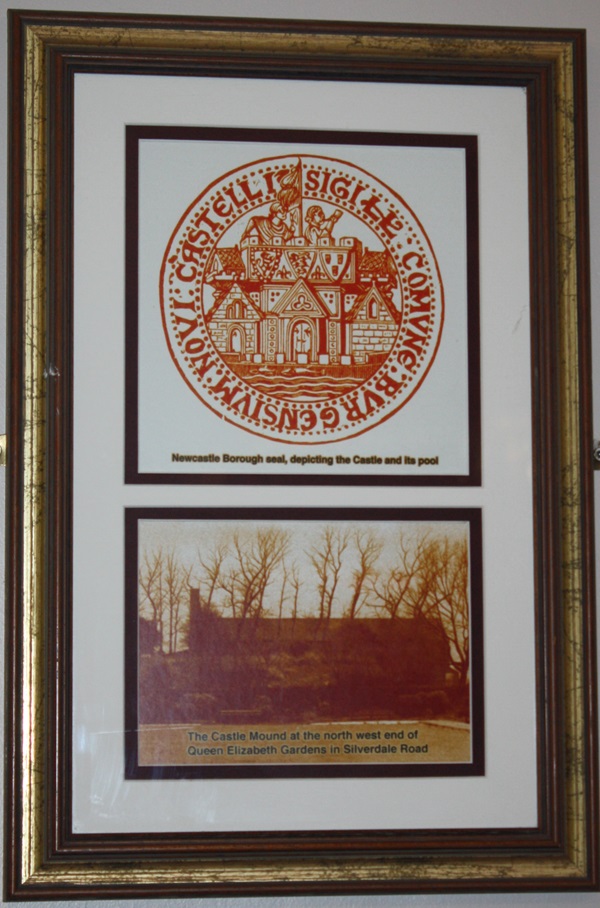 SIGILL : COMVNE : BVRGENSIVM : NOVI : CASTELLI
Newcastle Borough seal, depicting the Castle and its pool
The Castle Mound at the north west end of
Queen Elizabeth Gardens in Silverdale Road